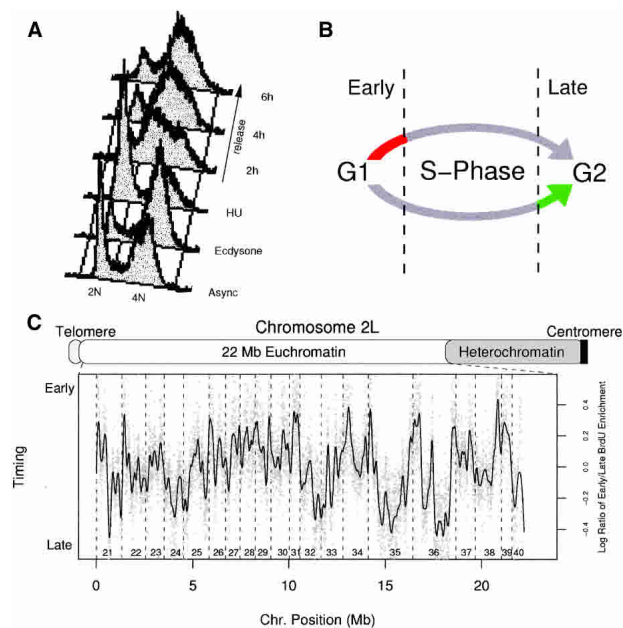 A
6h
4h
release
2h
HU
Ecdysone
Async
2N 4N
B
Early Late
G1 S-Phase G2
C
Chromosome 2L
Telomere Centromere
22 Mb Euchromatin Heterochromatin
Early
Timing
Late
0.4
0.2
0.0
-0.2
-0.4
Log Ratio of Early/Late BrdU Enrichment
21 22 23 24 25 26 27 28 29 30 31 32 33 34 35 36 37 38 39 40
0 5 10 15 20
Chr. Position (Mb)